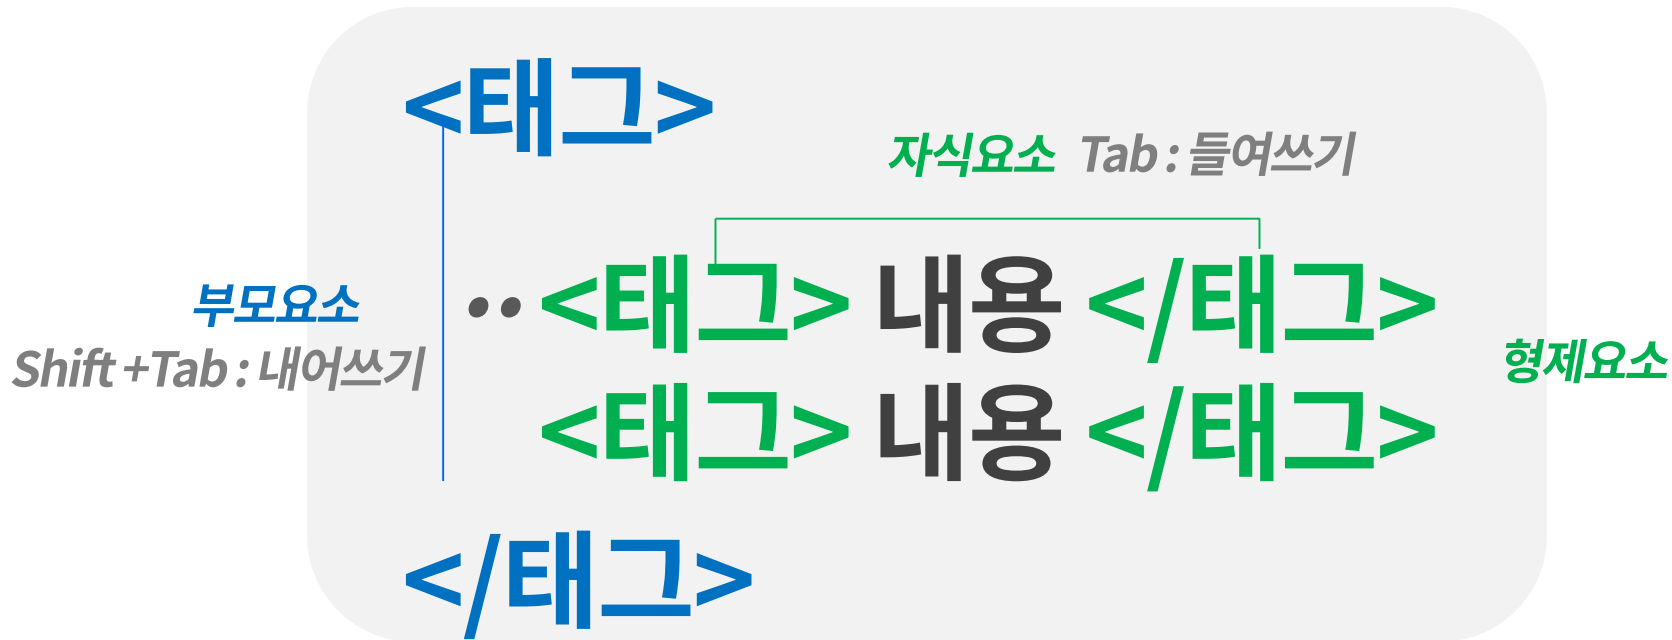 <태그>
자식요소 Tab : 들여쓰기
부모요소
Shift +Tab : 내어쓰기
••<태그> 내용 </태그>
형제요소
<태그> 내용 </태그>
</태그>